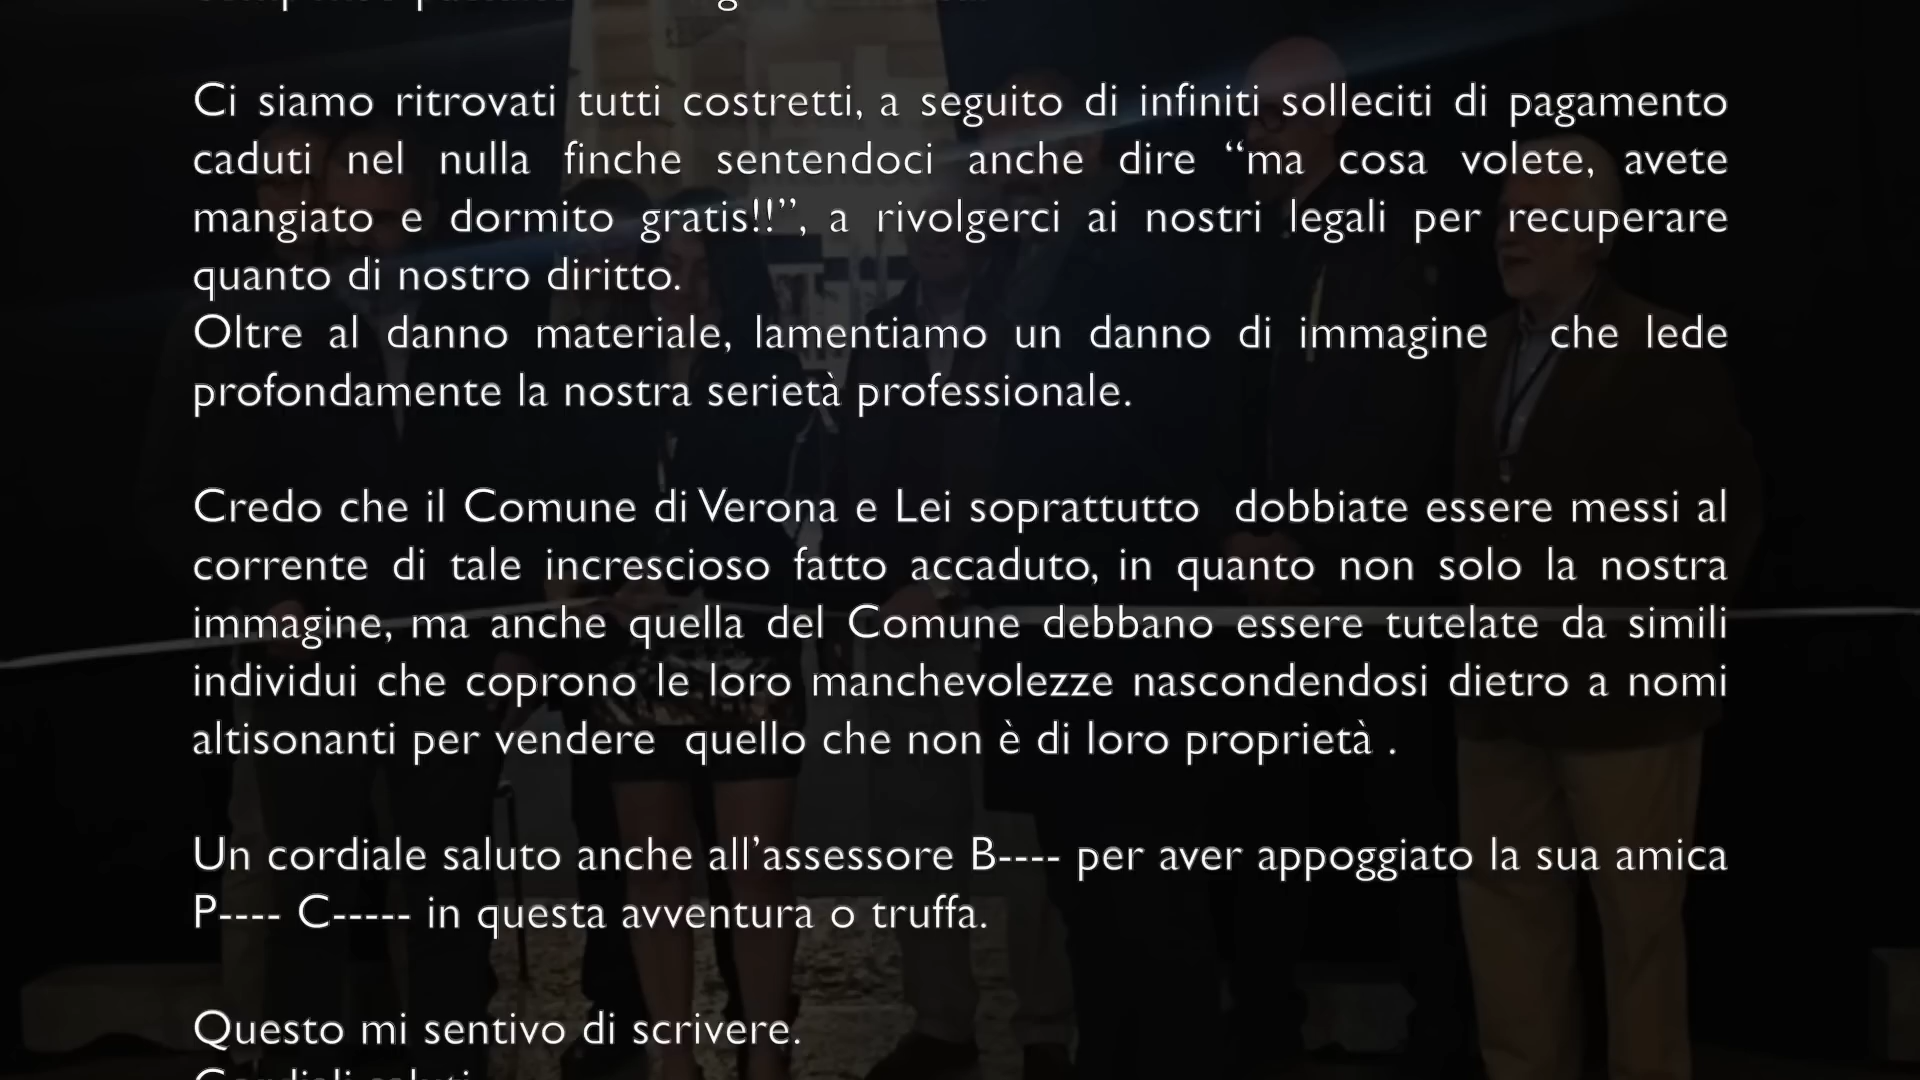 Ci siamo ritrovati tutti costretti, a seguito di infiniti solleciti di pagamento
caduti nel nulla finche sentendoci anche dire “ma cosa volete, avete
mangiato e dormito gratis!!”, a rivolgerci ai nostri legali per recuperare
quanto di nostro diritto.
Oltre al danno materiale, lamentiamo un danno di immagine che lede
profondamente la nostra serietà professionale.
Credo che il Comune di Verona e Lei soprattutto dobbiate essere messi al
corrente di tale increscioso fatto accaduto, in quanto non solo la nostra
immagine, ma anche quella del Comune debbano essere tutelate da simili
individui che coprono le loro manchevolezze nascondendosi dietro a nomi
altisonanti per vendere quello che non è di loro proprietà .
Un cordiale saluto anche all’assessore B---- per aver appoggiato la sua amica
P---- C----- in questa avventura o truffa.
Questo mi sentivo di scrivere.
Cordiali saluti